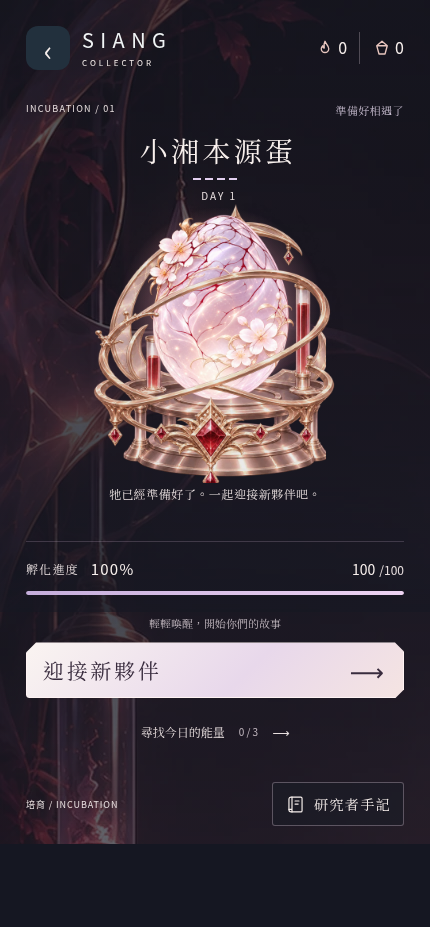 ‹
SIANG
COLLECTOR
0
0
INCUBATION / 01
準備好相遇了
小湘本源蛋
DAY 1
牠已經準備好了。一起迎接新夥伴吧。
孵化進度 100%
100 /100
輕輕喚醒，開始你們的故事
迎接新夥伴 ⟶
尋找今日的能量 0 / 3 ⟶
培育 / INCUBATION
研究者手記